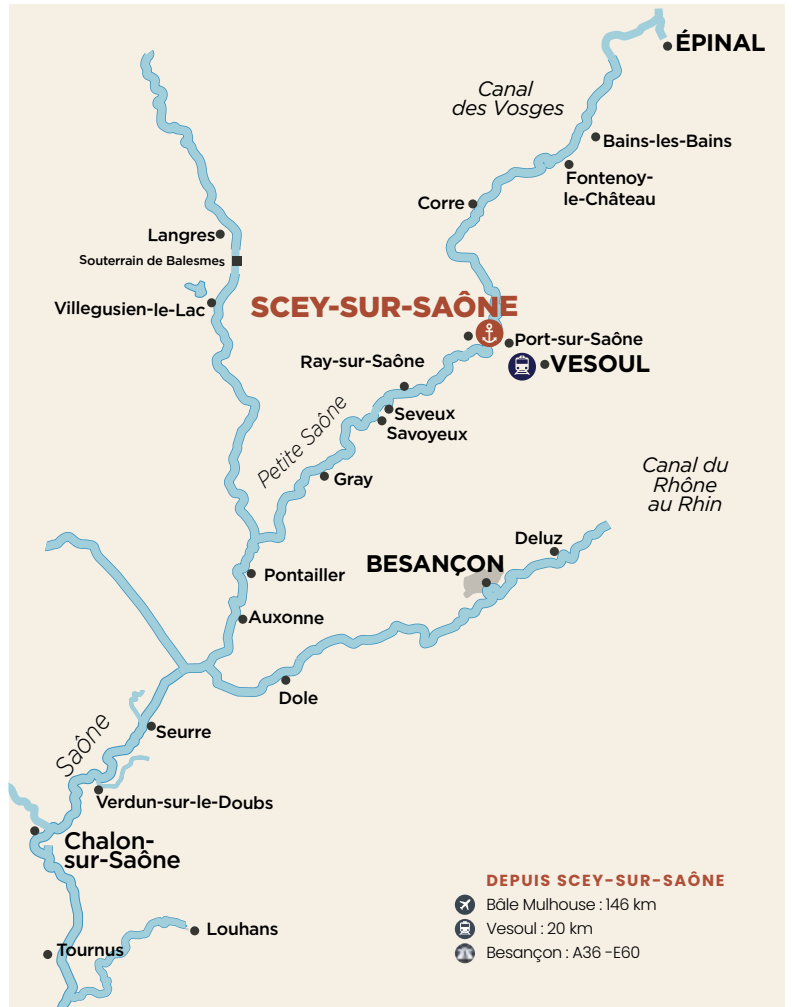 ÉPINAL
Canal
des Vosges
Bains-les-Bains
Fontenoy-
le-Château
Corre
Langres
Souterrain de Balesmes
Villegusien-le-Lac
SCEY-SUR-SAÔNE
Port-sur-Saône
VESOUL
Ray-sur-Saône
Seveux
Savoyeux
Petite Saône
Gray
Canal du
Rhône
au Rhin
Deluz
BESANÇON
Pontailler
Auxonne
Dole
Seurre
Saône
Verdun-sur-le-Doubs
Chalon-
sur-Saône
Louhans
Tournus
DEPUIS SCEY-SUR-SAÔNE
Bâle Mulhouse : 146 km
Vesoul : 20 km
Besançon : A36 -E60